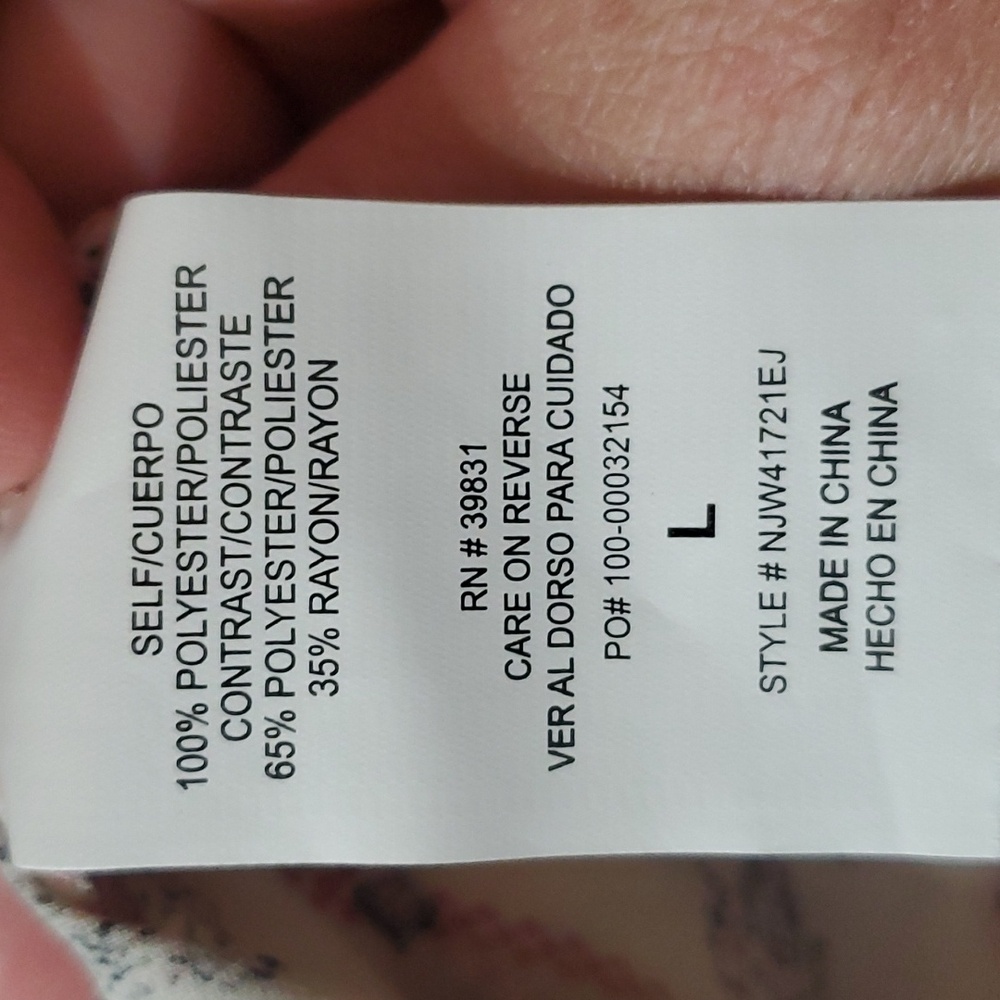 SELF/CUERPO
100% POLYESTER/POLIESTER
CONTRAST/CONTRASTE
65% POLYESTER/POLIESTER
35% RAYON/RAYON
RN # 39831
CARE ON REVERSE
VER AL DORSO PARA CUIDADO
PO# 100-00032154
L
STYLE # NJW41721EJ
MADE IN CHINA
HECHO EN CHINA